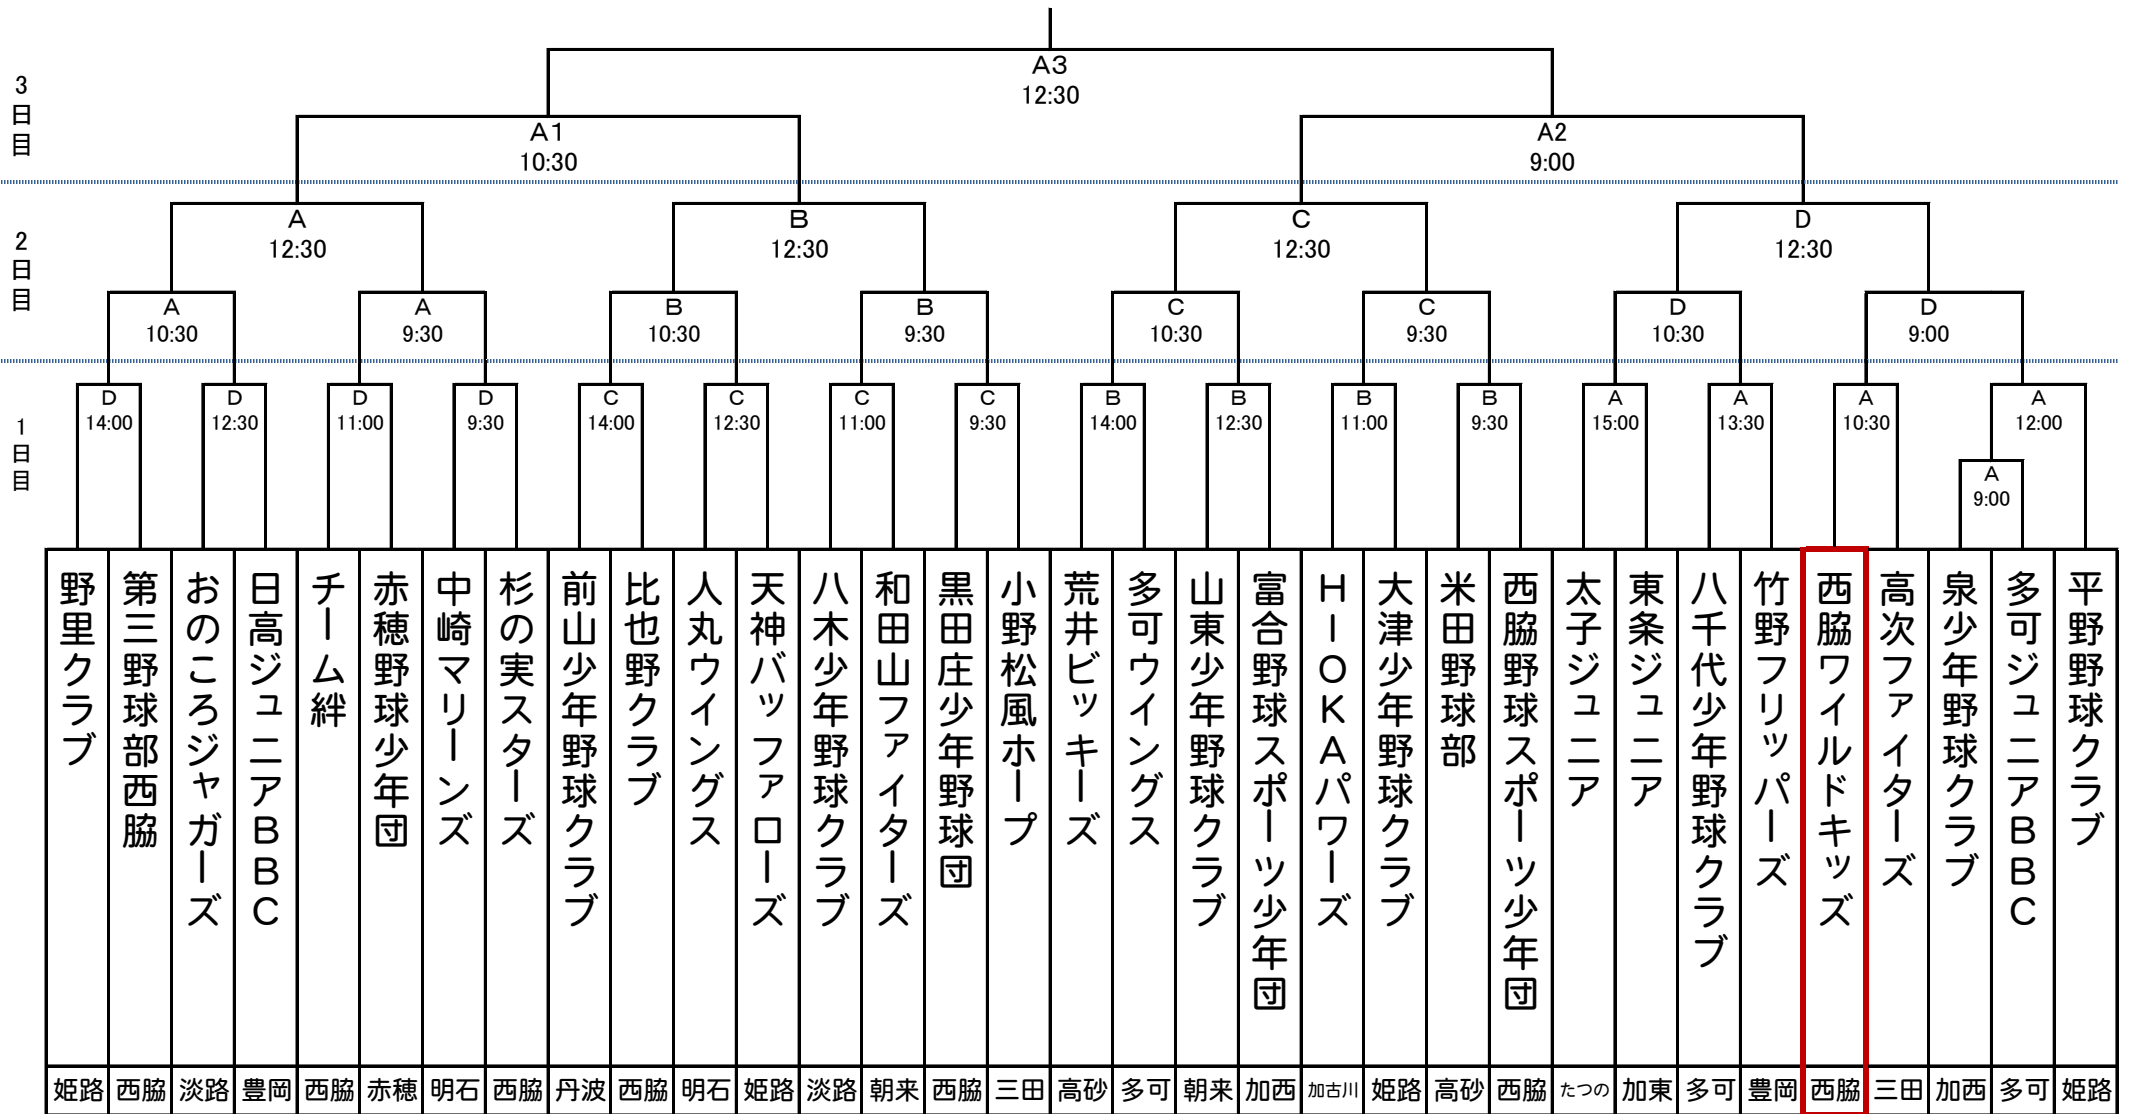 A3
12:30
3日目
A1
10:30
A2
9:00
2日目
A
12:30
B
12:30
C
12:30
D
12:30
A
10:30
A
9:30
B
10:30
B
9:30
C
10:30
C
9:30
D
10:30
D
9:00
1日目
D
14:00
D
12:30
D
11:00
D
9:30
C
14:00
C
12:30
C
11:00
C
9:30
B
14:00
B
12:30
B
11:00
B
9:30
A
15:00
A
13:30
A
10:30
A
12:00
A
9:00
野里クラブ
第三野球部西脇
おのころジャガーズ
日高ジュニアBBC
チーム絆
赤穂野球少年団
中崎マリーンズ
杉の実スターズ
前山少年野球クラブ
比也野クラブ
人丸ウイングス
天神バッファローズ
八木少年野球クラブ
和田山ファイターズ
黒田庄少年野球団
小野松風ホープ
荒井ビッキーズ
多可ウイングス
山東少年野球クラブ
富合野球スポーツ少年団
HIOKAパワーズ
大津少年野球クラブ
米田野球部
西脇野球スポーツ少年団
太子ジュニア
東条ジュニア
八千代少年野球クラブ
竹野フリッパーズ
西脇ワイルドキッズ
高次ファイターズ
泉少年野球クラブ
多可ジュニアBBC
平野野球クラブ
姫路
西脇
淡路
豊岡
西脇
赤穂
明石
西脇
丹波
西脇
明石
姫路
淡路
朝来
西脇
三田
高砂
多可
朝来
加西
加古川
姫路
高砂
西脇
たつの
加東
多可
豊岡
西脇
三田
加西
多可
姫路